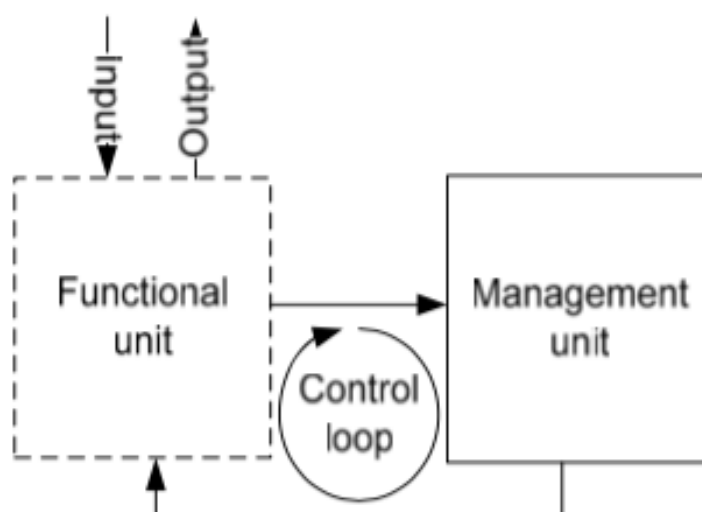 Input
Output
Functional
unit
Management
unit
Control
loop